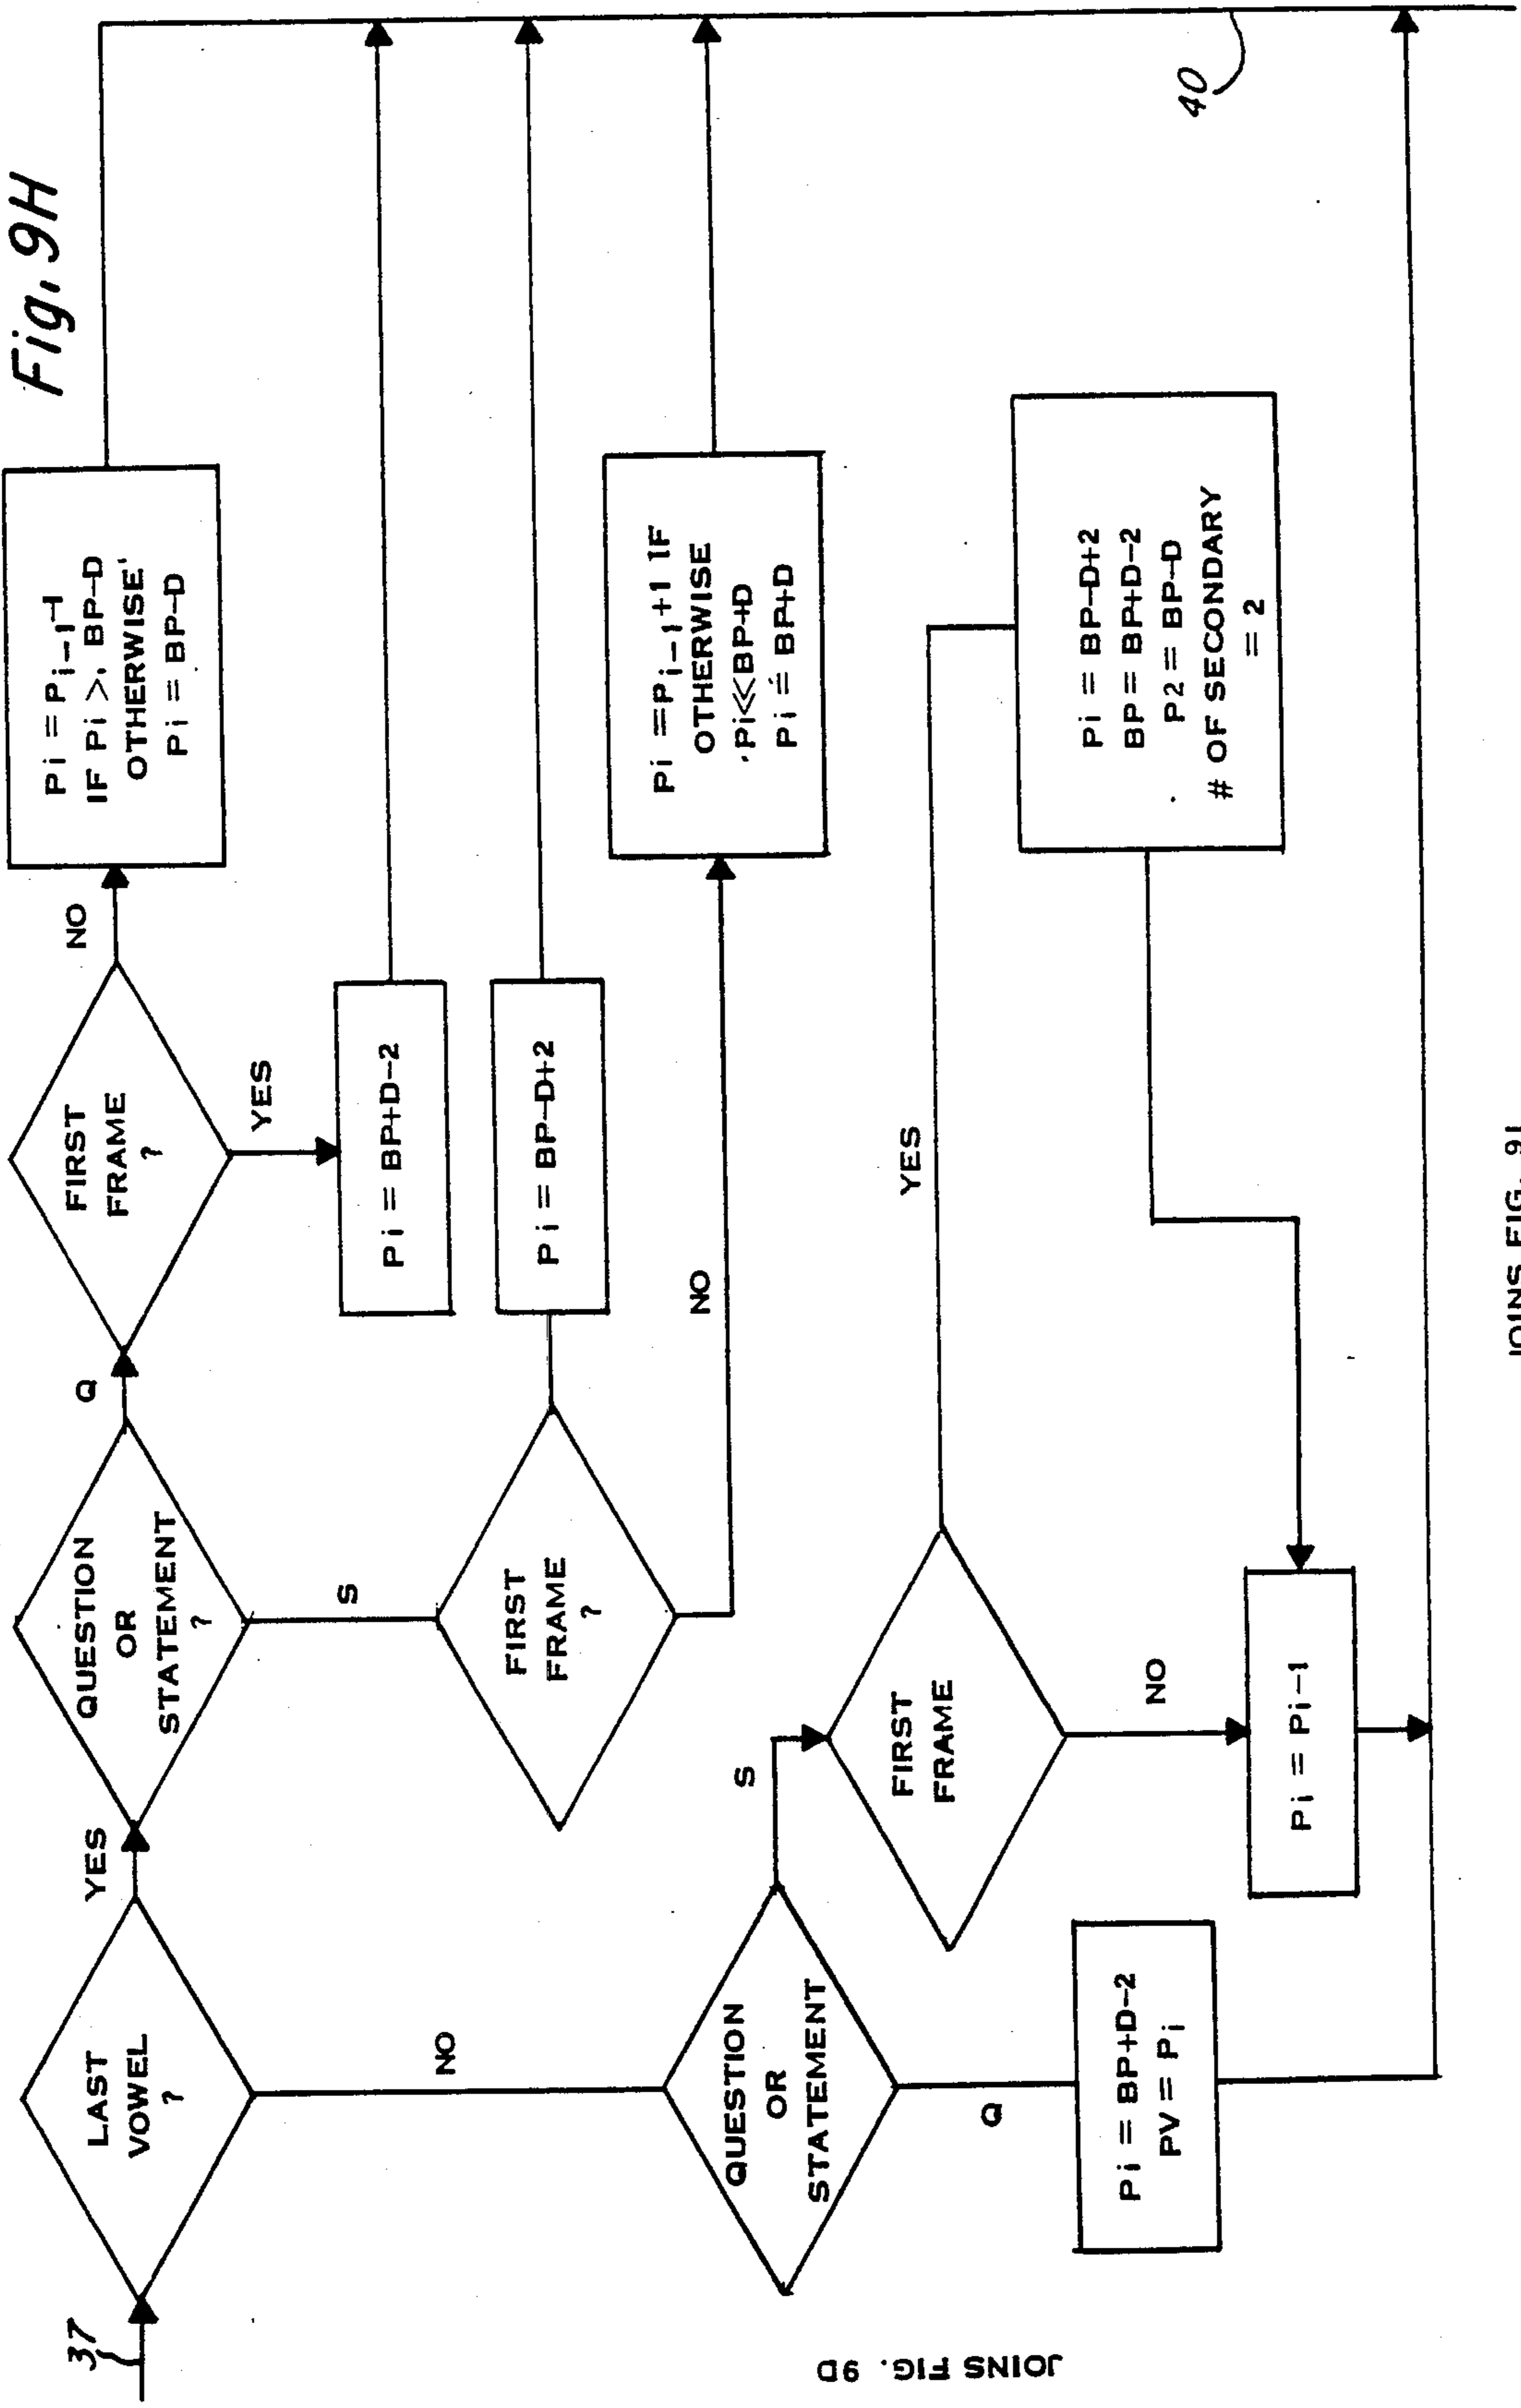 Fig. 9H
37
LAST
VOWEL
?
YES
QUESTION
OR
STATEMENT
?
Q
FIRST
FRAME
?
NO
Pi = Pi-1-1
IF Pi >, BP-D
OTHERWISE'
Pi = BP-D
YES
Pi = BP+D-2
S
FIRST
FRAME
?
Pi = BP-D+2
NO
Pi = Pi-1+1 IF
OTHERWISE
Pi<<BP+D
Pi = BP+D
NO
QUESTION
OR
STATEMENT
S
FIRST
FRAME
YES
Pi = BP-D+2
BP = BP+D-2
P2 = BP-D
# OF SECONDARY
= 2
NO
Pi = Pi-1
Q
Pi = BP+D-2
PV = Pi
40
JOINS FIG. 9D
JOINS FIG. 9I